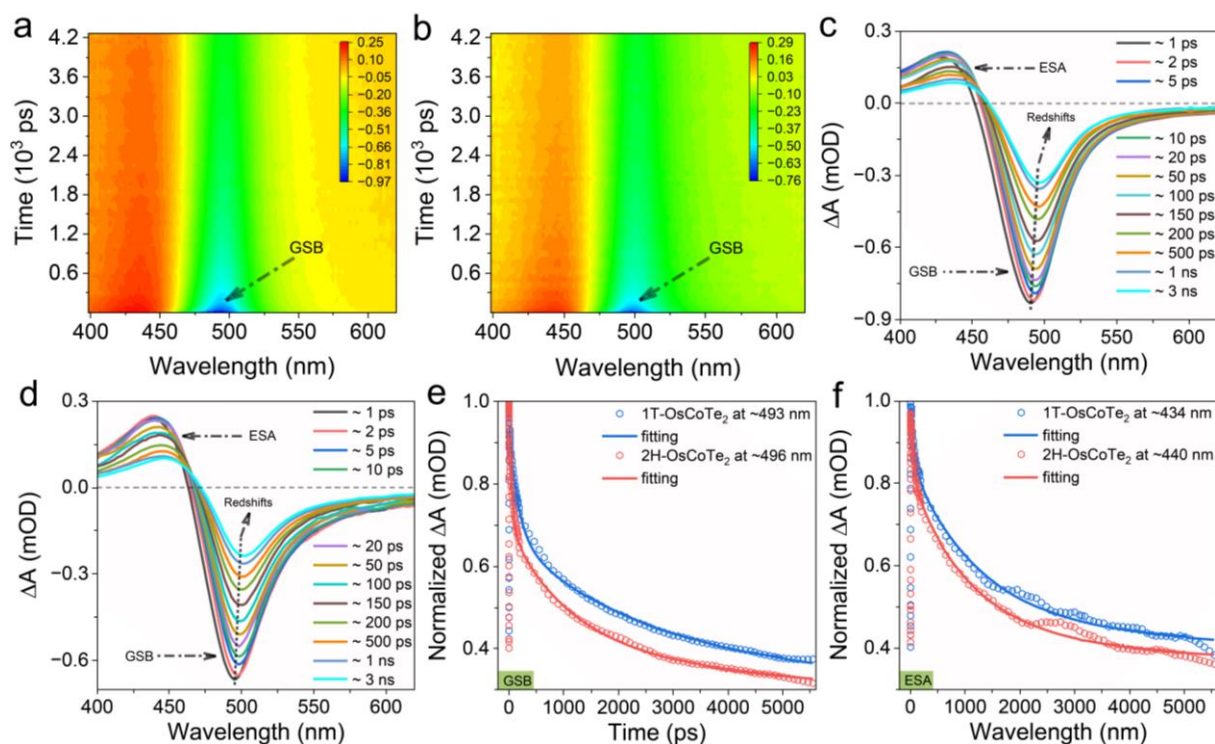 a
0.25
0.10
−0.05
−0.20
−0.36
−0.51
−0.66
−0.81
−0.97
GSB
4.2
3.6
3.0
2.4
1.8
1.2
0.6
Time (10³ ps)
400 450 500 550 600
Wavelength (nm)
b
0.29
0.16
0.03
−0.11
−0.24
−0.37
−0.50
−0.63
−0.76
GSB
4.2
3.6
3.0
2.4
1.8
1.2
0.6
Time (10³ ps)
400 450 500 550 600
Wavelength (nm)
c
0.3
0.0
−0.3
−0.6
−0.9
ΔA (mOD)
ESA
Redshifts
GSB
~ 1 ps
~ 2 ps
~ 5 ps
~ 10 ps
~ 20 ps
~ 50 ps
~ 100 ps
~ 150 ps
~ 200 ps
~ 500 ps
~ 1 ns
~ 3 ns
400 450 500 550 600
Wavelength (nm)
d
0.3
0.0
−0.3
−0.6
ΔA (mOD)
ESA
Redshifts
GSB
~ 1 ps
~ 2 ps
~ 5 ps
~ 10 ps
~ 20 ps
~ 50 ps
~ 100 ps
~ 150 ps
~ 200 ps
~ 500 ps
~ 1 ns
~ 3 ns
400 450 500 550 600
Wavelength (nm)
e
1.0
0.8
0.6
0.4
Normalized ΔA (mOD)
1T-OsCoTe₂ at ~493 nm
fitting
2H-OsCoTe₂ at ~496 nm
fitting
GSB
0 1000 2000 3000 4000 5000
Time (ps)
f
1.0
0.8
0.6
0.4
Normalized ΔA (mOD)
1T-OsCoTe₂ at ~434 nm
fitting
2H-OsCoTe₂ at ~440 nm
fitting
ESA
0 1000 2000 3000 4000 5000
Wavelength (nm)